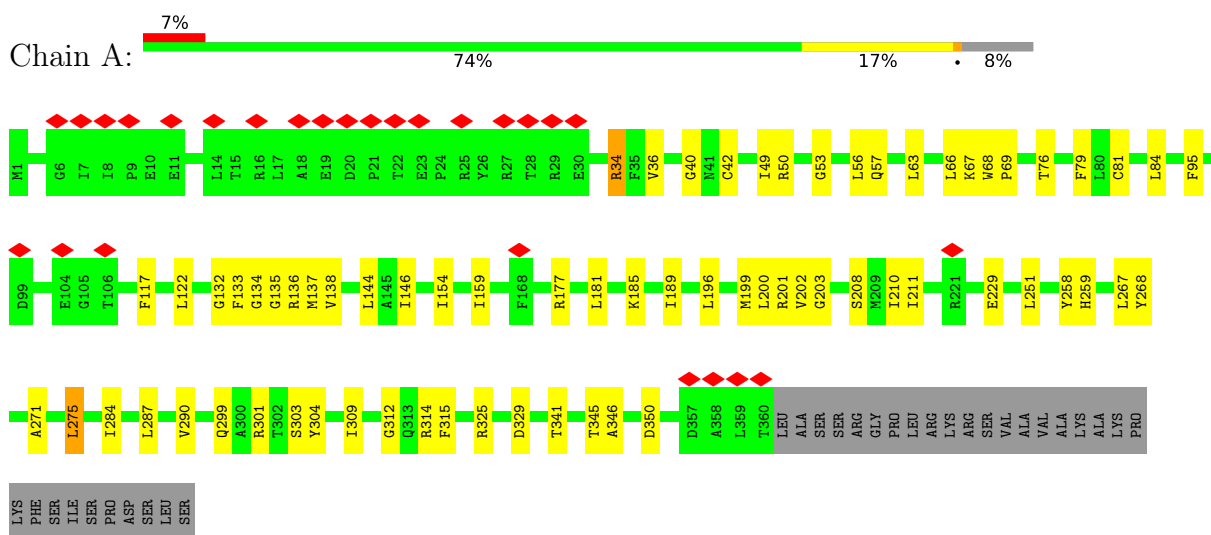 7%
Chain A:
74% 17% • 8%
M1 G6 I7 I8 P9 E10 E11 L14 T15 R16 L17 A18 E19 D20 P21 T22 E23 P24 R25 Y26 R27 T28 R29 E30 R34 F35 V36 G40 N41 C42 I49 R50 G53 L56 Q57 L63 L66 K67 W68 P69 T76 F79 L80 C81 L84 F95
D99 E104 G105 T106 F117 L122 G132 F133 G134 G135 R136 M137 V138 L144 A145 I146 I154 I159 F168 R177 L181 K185 I189 L196 M199 L200 R201 V202 G203 S208 M209 I210 I211 R221 E229 L251 Y258 H259 L267 Y268
A271 L275 I284 L287 V290 Q299 A300 R301 T302 S303 Y304 I309 G312 Q313 R314 F315 R325 D329 T341 T345 A346 D350 D357 A358 L359 T360 LEU ALA SER SER ARG GLY PRO LEU ARG LYS ARG SER VAL ALA VAL ALA LYS ALA LYS PRO
LYS PHE SER ILE SER PRO ASP SER LEU SER